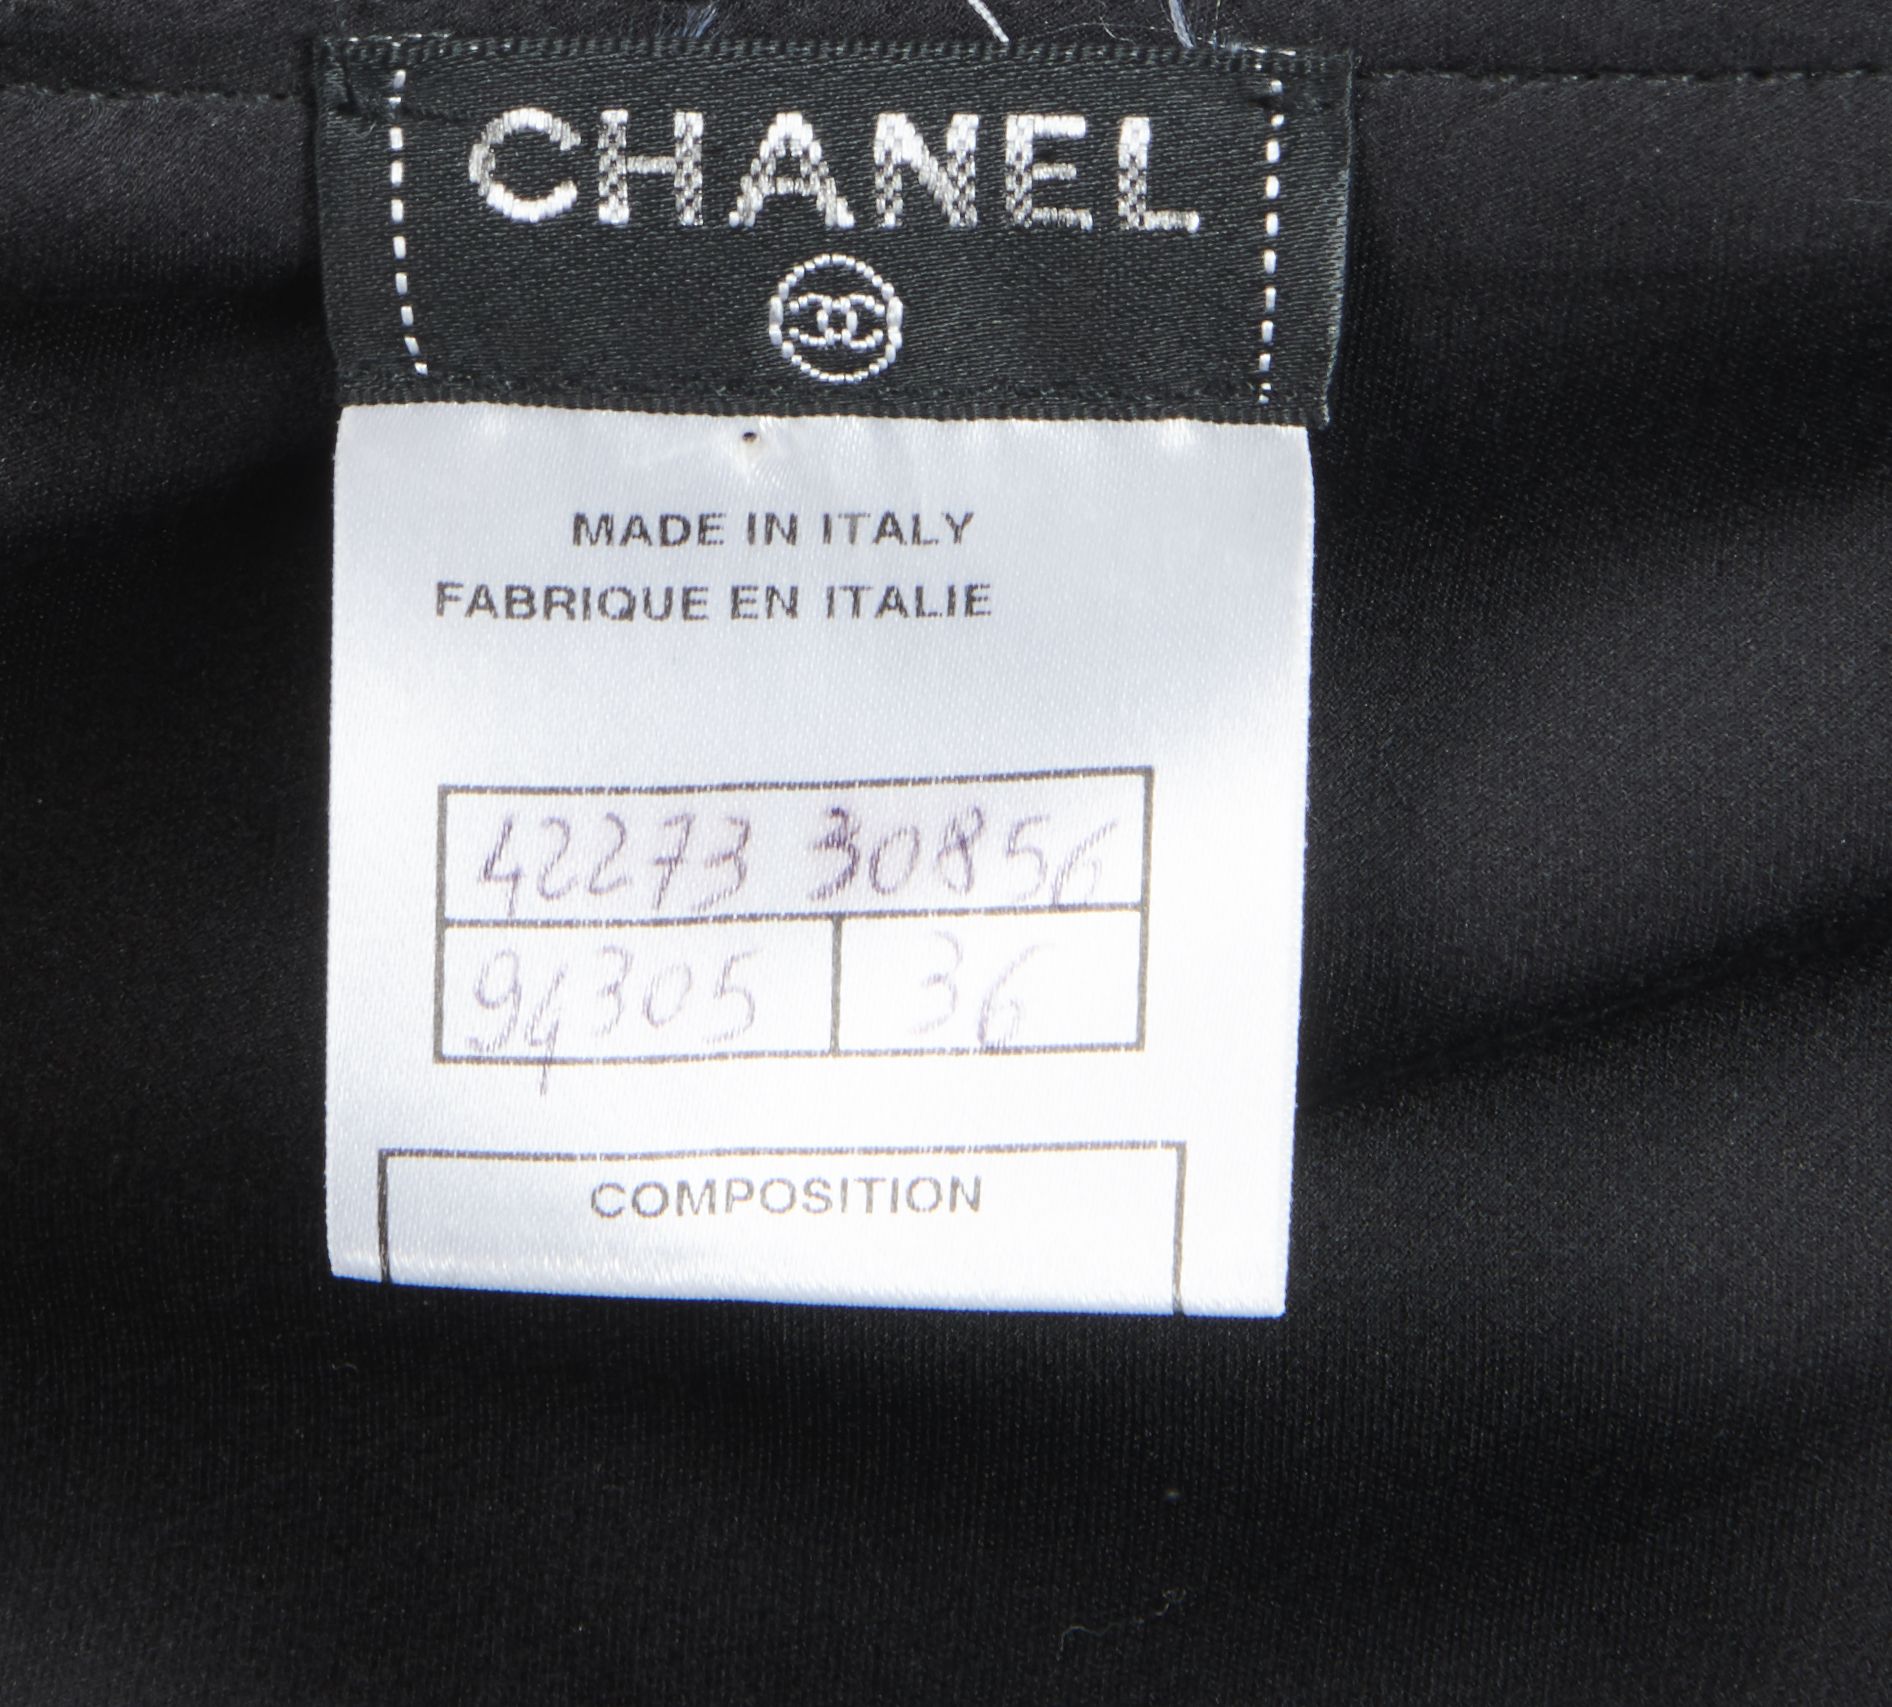 CHANEL
MADE IN ITALY
FABRIQUE EN ITALIE
42273 30856
94305 36
COMPOSITION